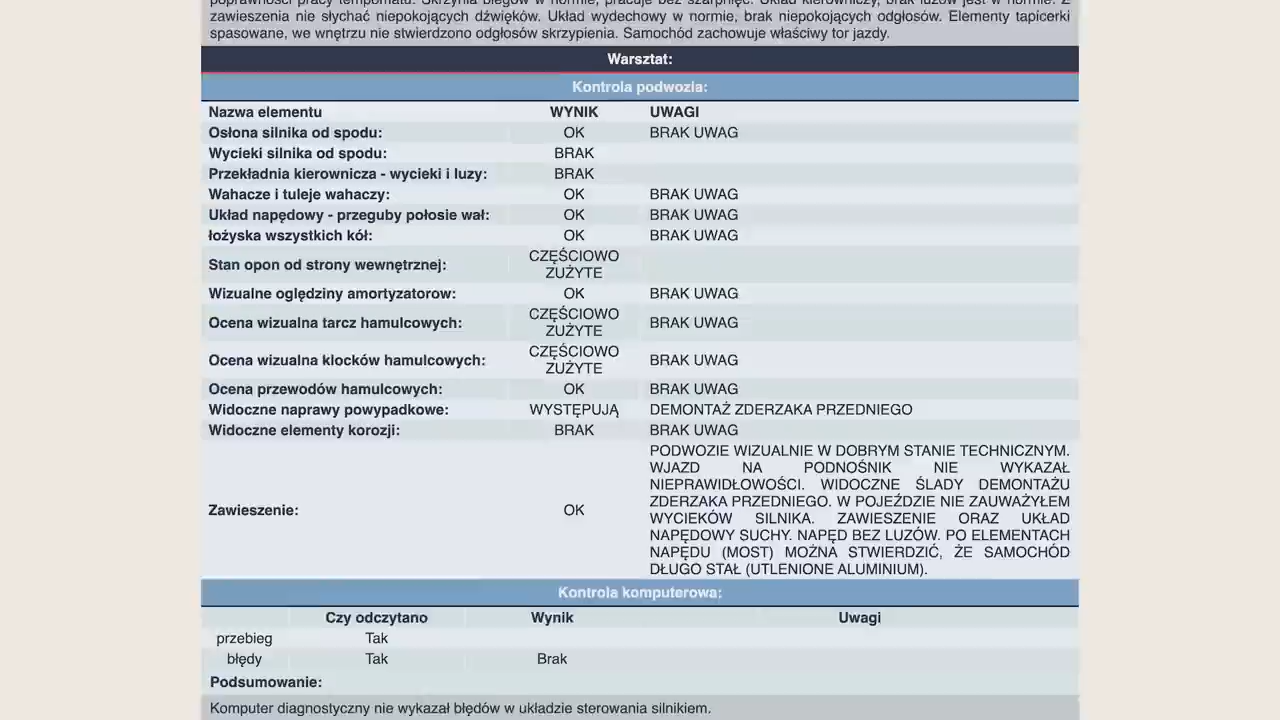 poprawności pracy tempomatu. Skrzynia biegów w normie, pracuje bez szarpnięć. Układ kierowniczy, brak luzów jest w normie. Z
zawieszenia nie słychać niepokojących dźwięków. Układ wydechowy w normie, brak niepokojących odgłosów. Elementy tapicerki
spasowane, we wnętrzu nie stwierdzono odgłosów skrzypienia. Samochód zachowuje właściwy tor jazdy.
Warsztat:
Kontrola podwozia:
Nazwa elementu WYNIK UWAGI
Osłona silnika od spodu: OK BRAK UWAG
Wycieki silnika od spodu: BRAK
Przekładnia kierownicza - wycieki i luzy: BRAK
Wahacze i tuleje wahaczy: OK BRAK UWAG
Układ napędowy - przeguby połosie wał: OK BRAK UWAG
łożyska wszystkich kół: OK BRAK UWAG
Stan opon od strony wewnętrznej: CZĘŚCIOWO
ZUŻYTE
Wizualne oględziny amortyzatorow: OK BRAK UWAG
Ocena wizualna tarcz hamulcowych: CZĘŚCIOWO
ZUŻYTE BRAK UWAG
Ocena wizualna klocków hamulcowych: CZĘŚCIOWO
ZUŻYTE BRAK UWAG
Ocena przewodów hamulcowych: OK BRAK UWAG
Widoczne naprawy powypadkowe: WYSTĘPUJĄ DEMONTAŻ ZDERZAKA PRZEDNIEGO
Widoczne elementy korozji: BRAK BRAK UWAG
Zawieszenie: OK
PODWOZIE WIZUALNIE W DOBRYM STANIE TECHNICZNYM.
WJAZD NA PODNOŚNIK NIE WYKAZAŁ
NIEPRAWIDŁOWOŚCI. WIDOCZNE ŚLADY DEMONTAŻU
ZDERZAKA PRZEDNIEGO. W POJEŹDZIE NIE ZAUWAŻYŁEM
WYCIEKÓW SILNIKA. ZAWIESZENIE ORAZ UKŁAD
NAPĘDOWY SUCHY. NAPĘD BEZ LUZÓW. PO ELEMENTACH
NAPĘDU (MOST) MOŻNA STWIERDZIĆ, ŻE SAMOCHÓD
DŁUGO STAŁ (UTLENIONE ALUMINIUM).
Kontrola komputerowa:
Czy odczytano Wynik Uwagi
przebieg Tak
błędy Tak Brak
Podsumowanie:
Komputer diagnostyczny nie wykazał błędów w układzie sterowania silnikiem.